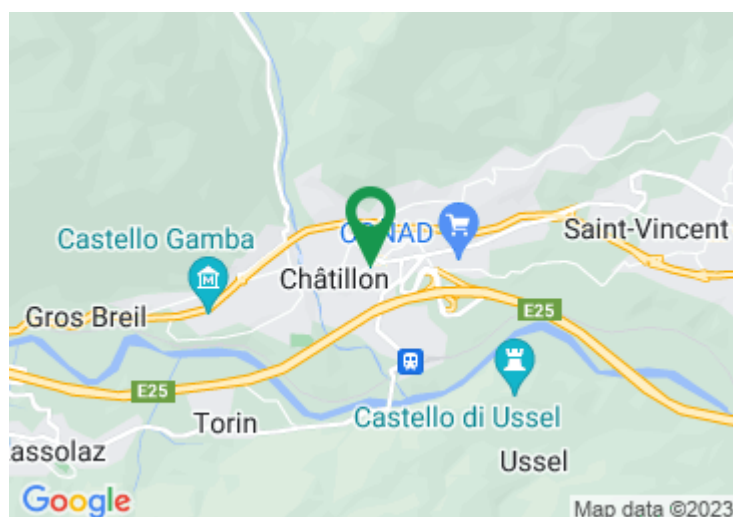 CONAD
Saint-Vincent
Castello Gamba
Châtillon
Gros Breil
E25
E25
Torin
Castello di Ussel
assolaz
Ussel
Google
Map data ©2023